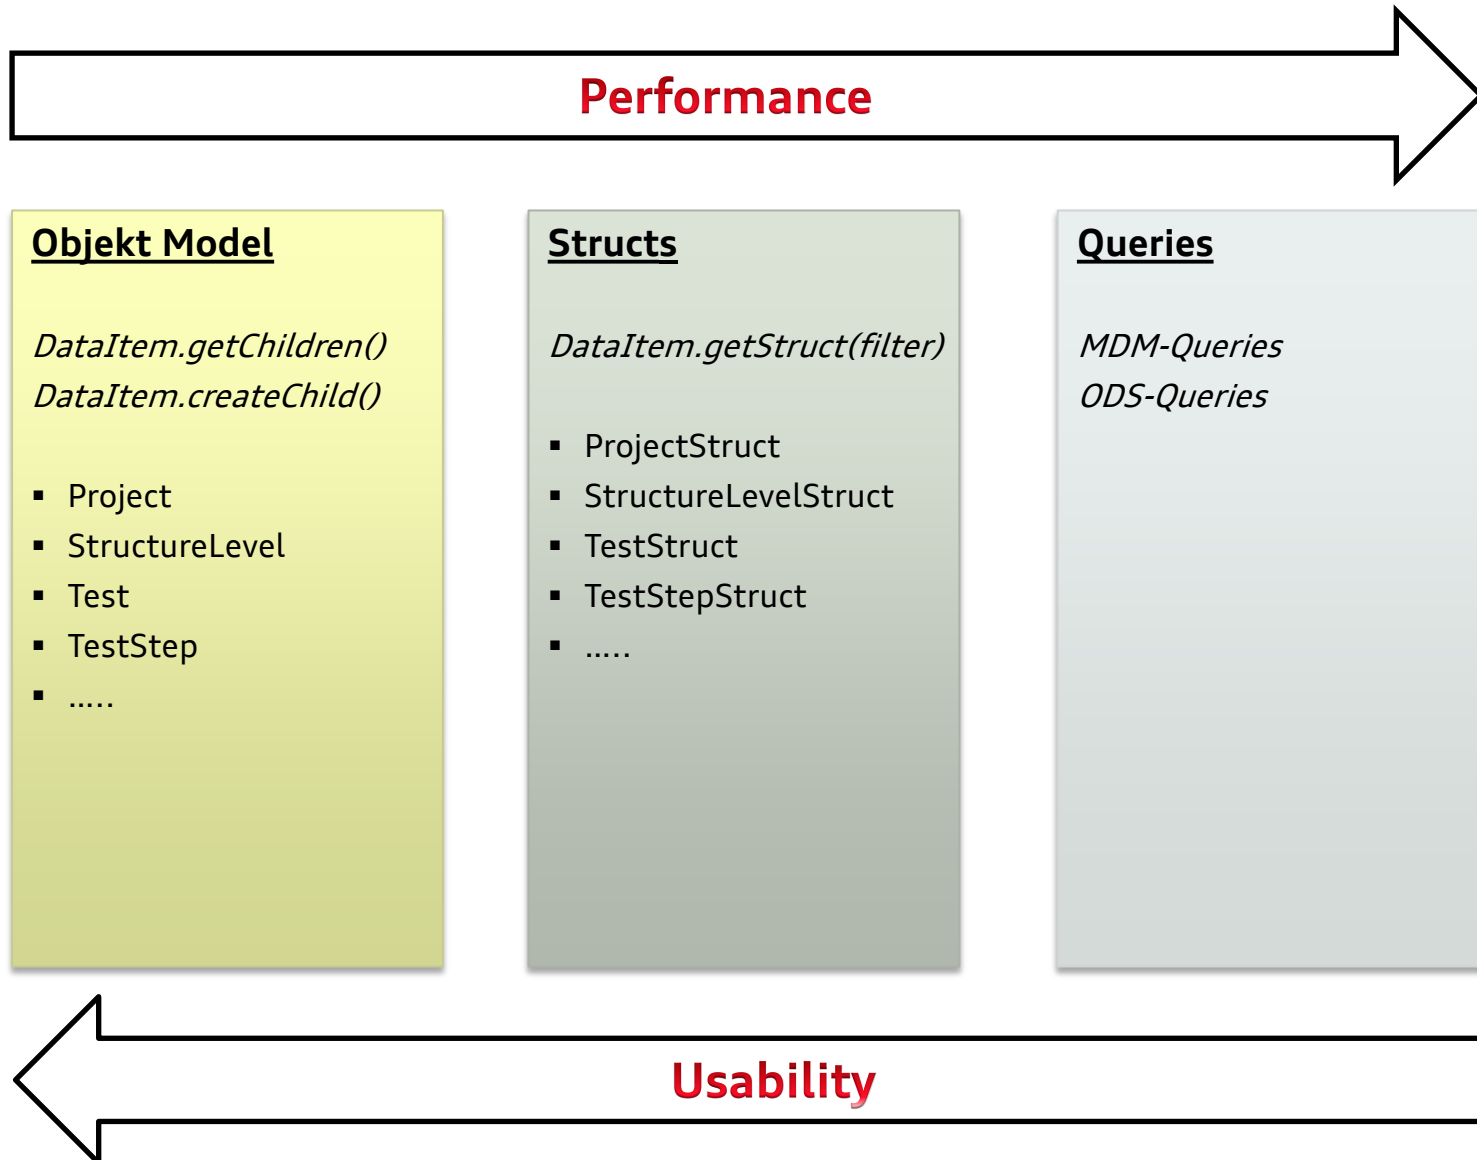 Performance
Objekt Model
DataItem.getChildren()
DataItem.createChild()
▪ Project
▪ StructureLevel
▪ Test
▪ TestStep
▪ .....
Structs
DataItem.getStruct(filter)
▪ ProjectStruct
▪ StructureLevelStruct
▪ TestStruct
▪ TestStepStruct
▪ .....
Queries
MDM-Queries
ODS-Queries
Usability